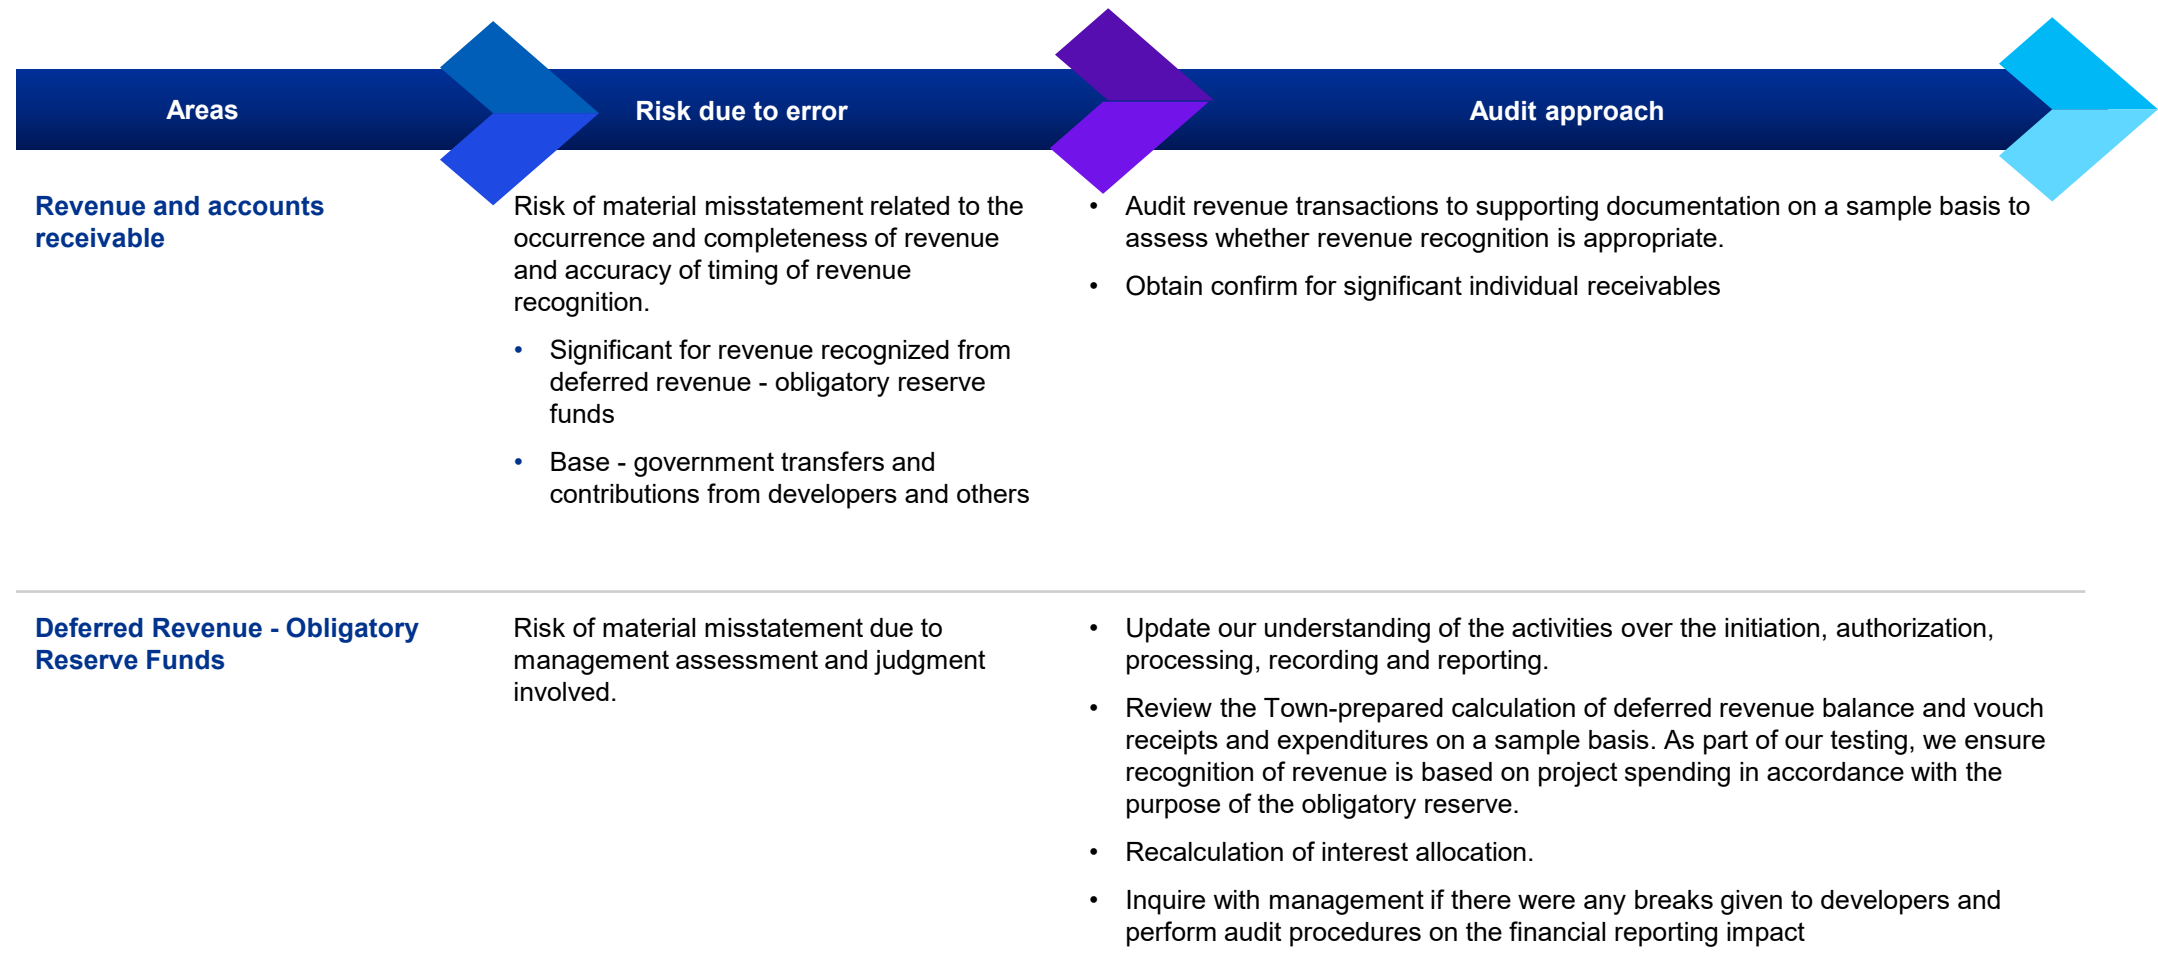 Areas
Risk due to error
Audit approach
Revenue and accounts
receivable
Risk of material misstatement related to the
occurrence and completeness of revenue
and accuracy of timing of revenue
recognition.
• Significant for revenue recognized from
deferred revenue - obligatory reserve
funds
• Base - government transfers and
contributions from developers and others
• Audit revenue transactions to supporting documentation on a sample basis to
assess whether revenue recognition is appropriate.
• Obtain confirm for significant individual receivables
Deferred Revenue - Obligatory
Reserve Funds
Risk of material misstatement due to
management assessment and judgment
involved.
• Update our understanding of the activities over the initiation, authorization,
processing, recording and reporting.
• Review the Town-prepared calculation of deferred revenue balance and vouch
receipts and expenditures on a sample basis. As part of our testing, we ensure
recognition of revenue is based on project spending in accordance with the
purpose of the obligatory reserve.
• Recalculation of interest allocation.
• Inquire with management if there were any breaks given to developers and
perform audit procedures on the financial reporting impact